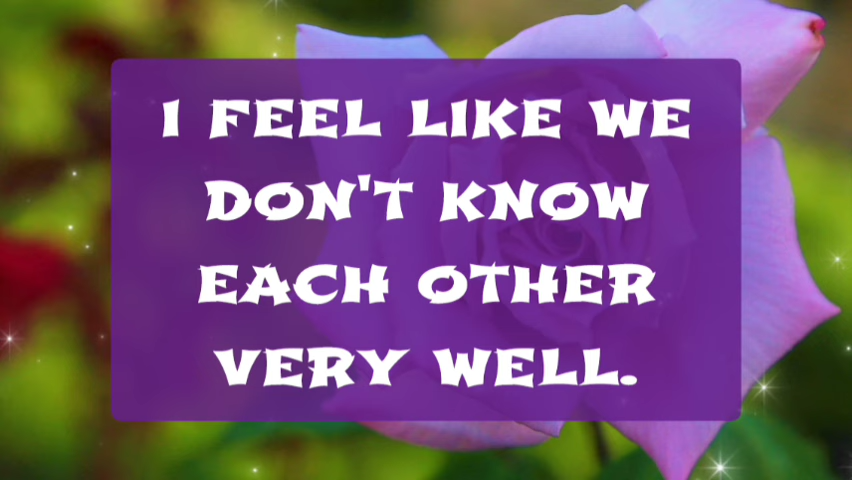 I FEEL LIKE WE
DON'T KNOW
EACH OTHER
VERY WELL.